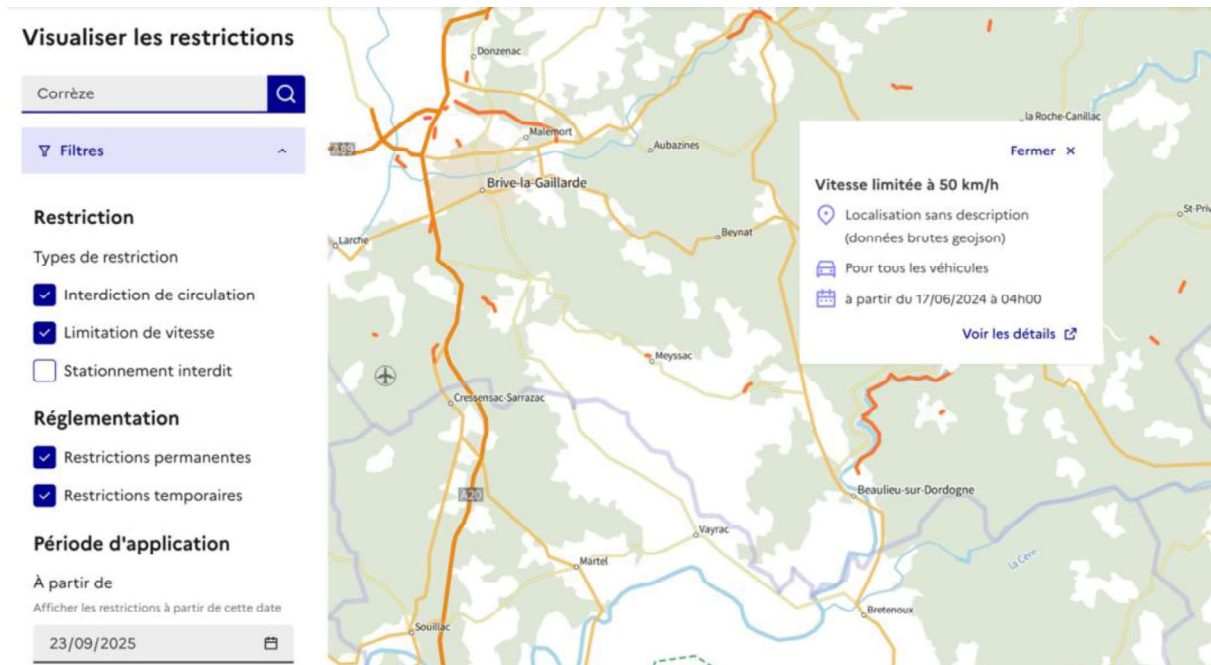 Visualiser les restrictions
Corrèze
Filtres
Restriction
Types de restriction
Interdiction de circulation
Limitation de vitesse
Stationnement interdit
Réglementation
Restrictions permanentes
Restrictions temporaires
Période d'application
À partir de
Afficher les restrictions à partir de cette date
23/09/2025
Donzenac
la Roche-Canillac
Malemort
A89
Aubazines
Brive-la-Gaillarde
Larche
Beynat
St-Priv
Fermer ×
Vitesse limitée à 50 km/h
Localisation sans description
(données brutes geojson)
Pour tous les véhicules
à partir du 17/06/2024 à 04h00
Voir les détails
Meyssac
Cressensac-Sarrazac
A20
Beaulieu-sur-Dordogne
Vayrac
Martel
la Cère
Bretenoux
Souillac